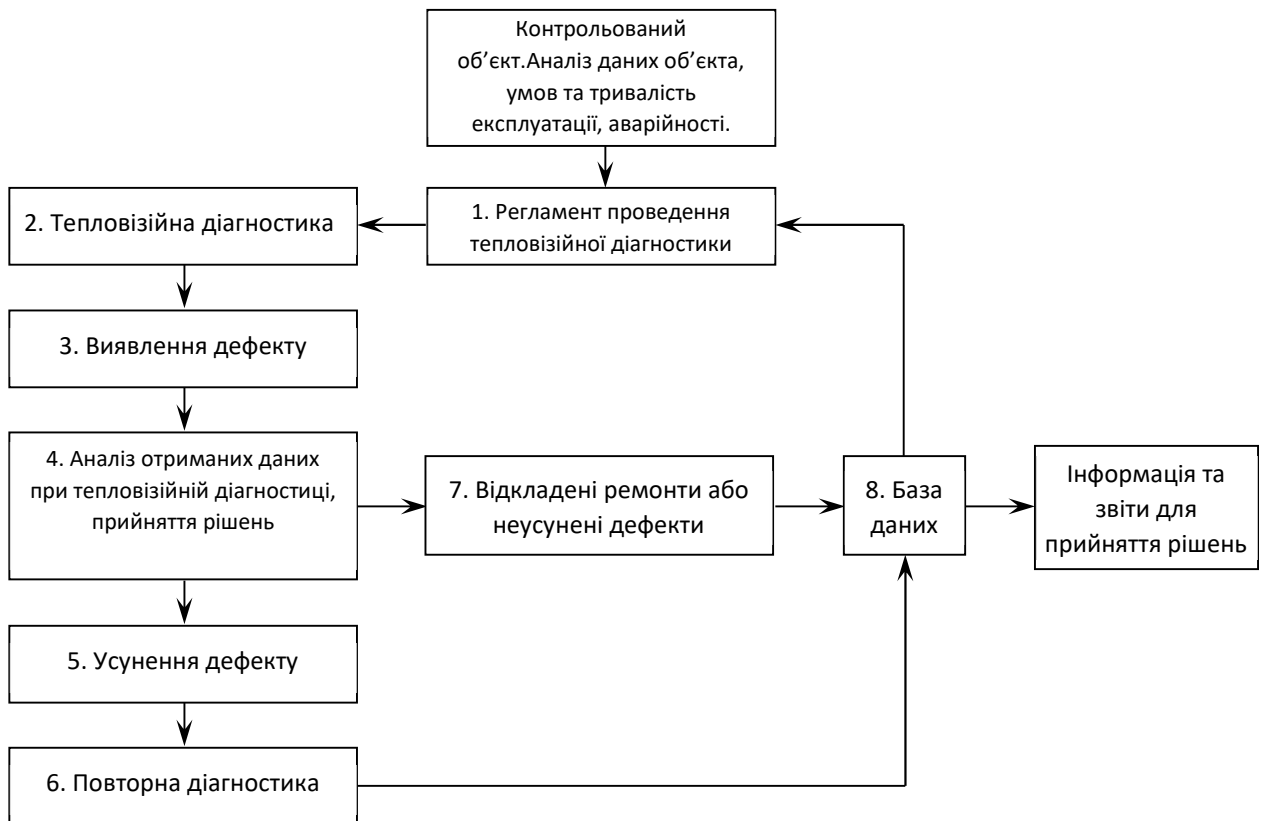 Контрольований
об’єкт.Аналіз даних об’єкта,
умов та тривалість
експлуатації, аварійності.
1. Регламент проведення
тепловізійної діагностики
2. Тепловізійна діагностика
3. Виявлення дефекту
4. Аналіз отриманих даних
при тепловізійній діагностиці,
прийняття рішень
7. Відкладені ремонти або
неусунені дефекти
8. База
даних
Інформація та
звіти для
прийняття рішень
5. Усунення дефекту
6. Повторна діагностика